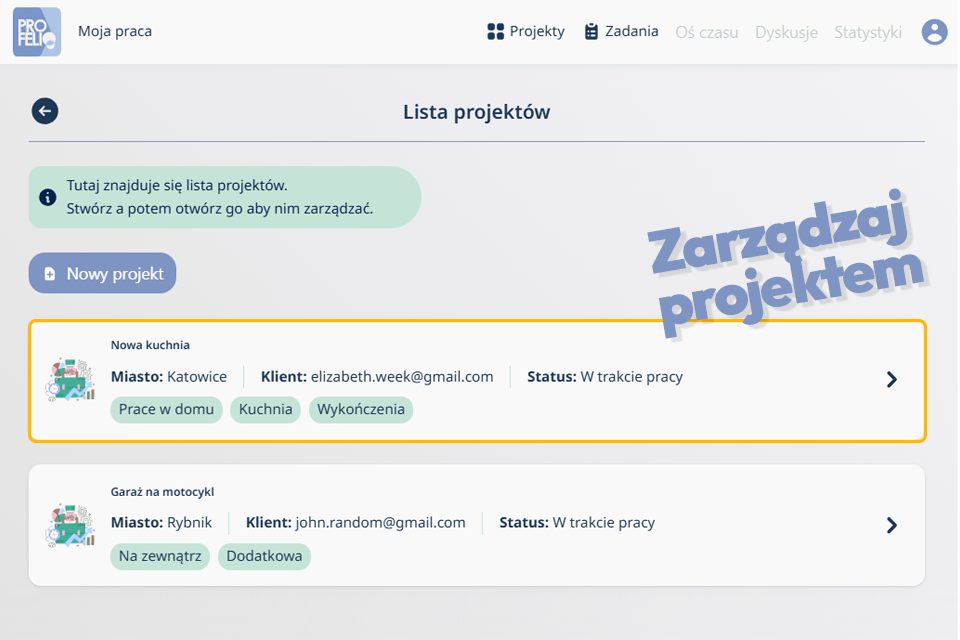 PRO
FELIO
Moja praca
Projekty
Zadania
Oś czasu
Dyskusje
Statystyki
Lista projektów
Tutaj znajduje się lista projektów.
Stwórz a potem otwórz go aby nim zarządzać.
Nowy projekt
Zarządzaj
projektem
Nowa kuchnia
Miasto: Katowice
Klient: elizabeth.week@gmail.com
Status: W trakcie pracy
Prace w domu
Kuchnia
Wykończenia
Garaż na motocykl
Miasto: Rybnik
Klient: john.random@gmail.com
Status: W trakcie pracy
Na zewnątrz
Dodatkowa